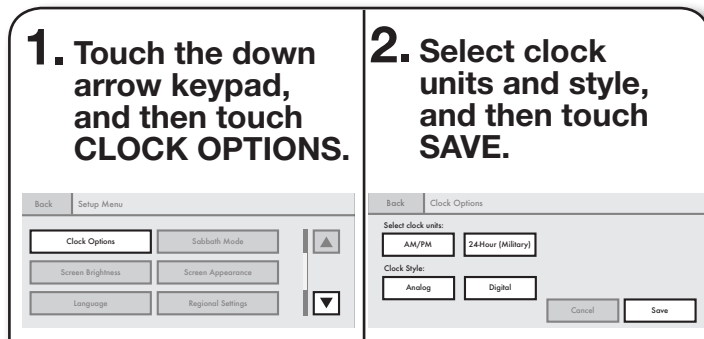 1. Touch the down
arrow keypad,
and then touch
CLOCK OPTIONS.
Back Setup Menu
Clock Options Sabbath Mode
Screen Brightness Screen Appearance
Language Regional Settings
2. Select clock
units and style,
and then touch
SAVE.
Back Clock Options
Select clock units:
AM/PM 24-Hour (Military)
Clock Style:
Analog Digital
Cancel Save